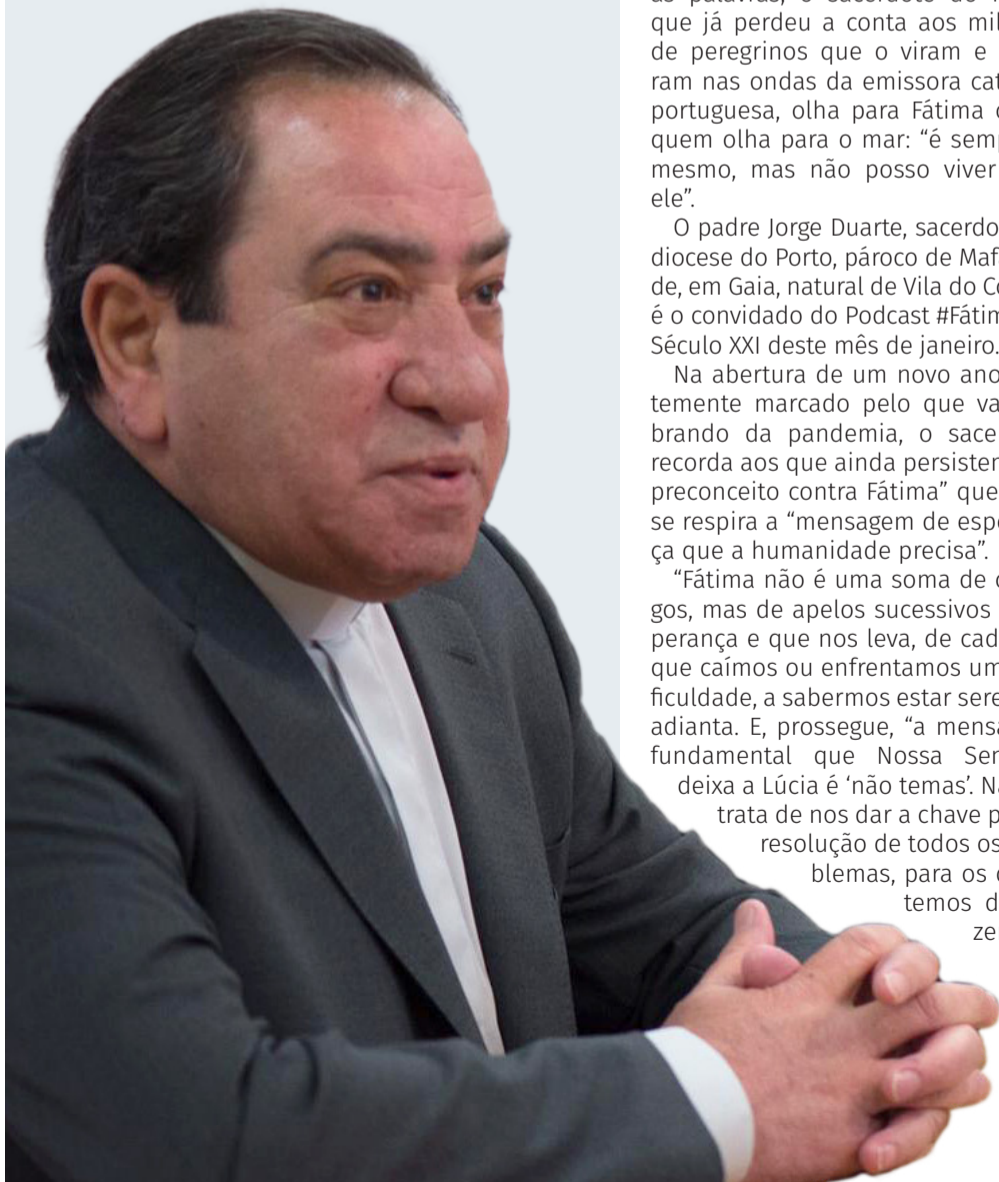 que já perdeu a conta aos mil
de peregrinos que o viram e
ram nas ondas da emissora cat
portuguesa, olha para Fátima
quem olha para o mar: “é semp
mesmo, mas não posso viver
ele”.
O padre Jorge Duarte, sacerdo
diocese do Porto, pároco de Maf
de, em Gaia, natural de Vila do Co
é o convidado do Podcast #Fátim
Século XXI deste mês de janeiro.
Na abertura de um novo ano
temente marcado pelo que va
brando da pandemia, o sace
recorda aos que ainda persister
preconceito contra Fátima” que
se respira a “mensagem de espe
ça que a humanidade precisa”.
“Fátima não é uma soma de
gos, mas de apelos sucessivos
perança e que nos leva, de cad
que caímos ou enfrentamos um
ficuldade, a sabermos estar sere
adianta. E, prossegue, “a mensa
fundamental que Nossa Sen
deixa a Lúcia é ‘não temas’. Na
trata de nos dar a chave p
resolução de todos os
blemas, para os
temos d
ze